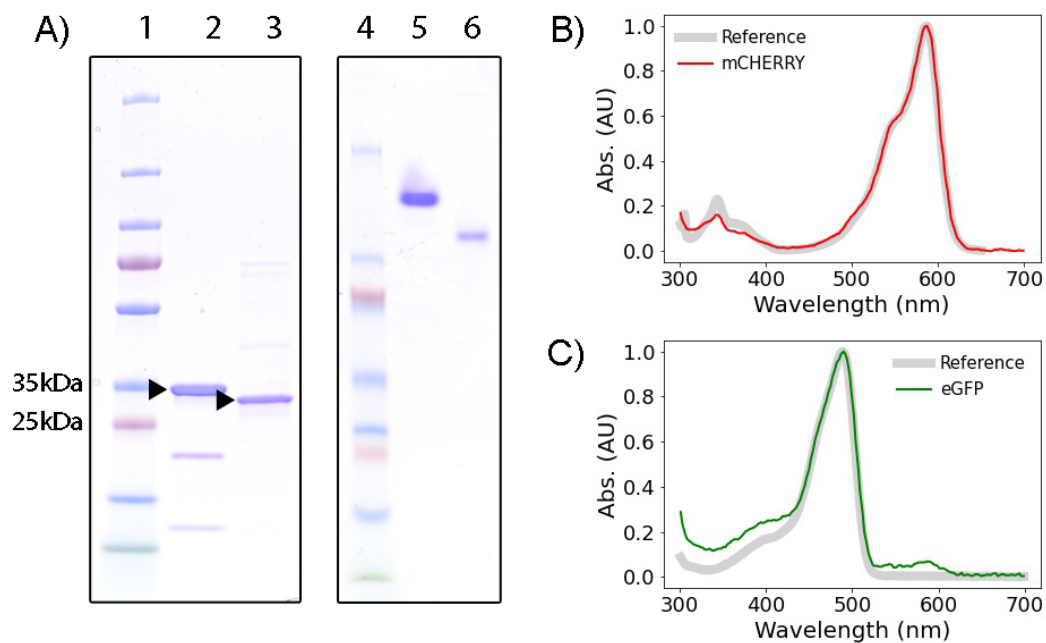 A)
1 2 3 4 5 6
35kDa
25kDa
B)
Reference
mCHERRY
Abs. (AU)
1.0
0.8
0.6
0.4
0.2
0.0
300 400 500 600 700
Wavelength (nm)
C)
Reference
eGFP
Abs. (AU)
1.0
0.8
0.6
0.4
0.2
0.0
300 400 500 600 700
Wavelength (nm)